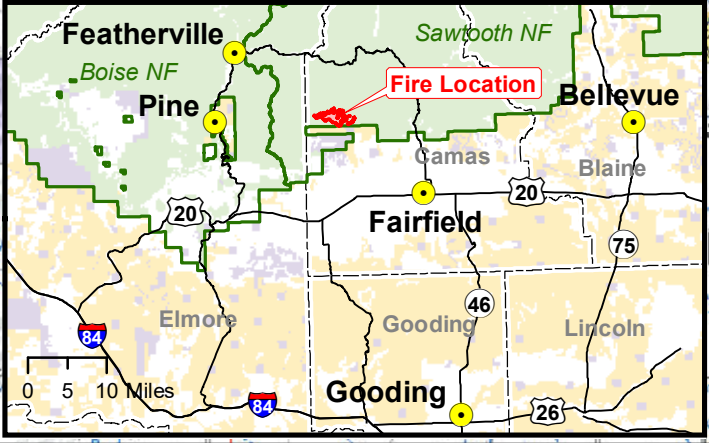 Featherville
Sawtooth NF
Boise NF
Fire Location
Pine
Bellevue
Camas
Blaine
20
20
Fairfield
75
46
Elmore
Gooding
Lincoln
84
0 5 10 Miles
Gooding
84
26